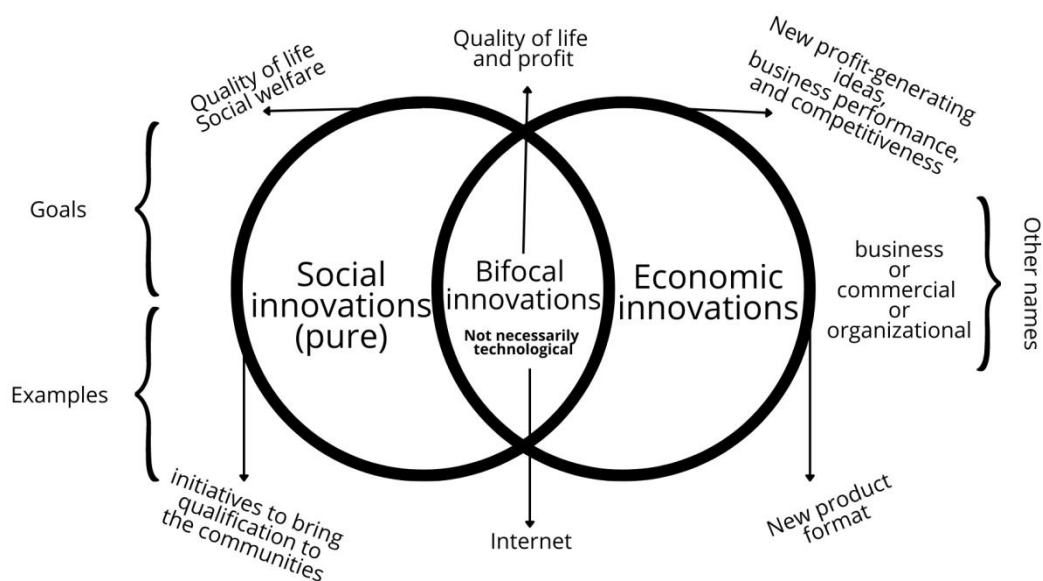 Quality of life
Social welfare
Quality of life
and profit
New profit-generating
ideas,
business performance,
and competitiveness
Goals
Social
innovations
(pure)
Bifocal
innovations
Not necessarily
technological
Economic
innovations
business
or
commercial
or
organizational
Other names
Examples
initiatives to bring
qualification to
the communities
Internet
New product
format